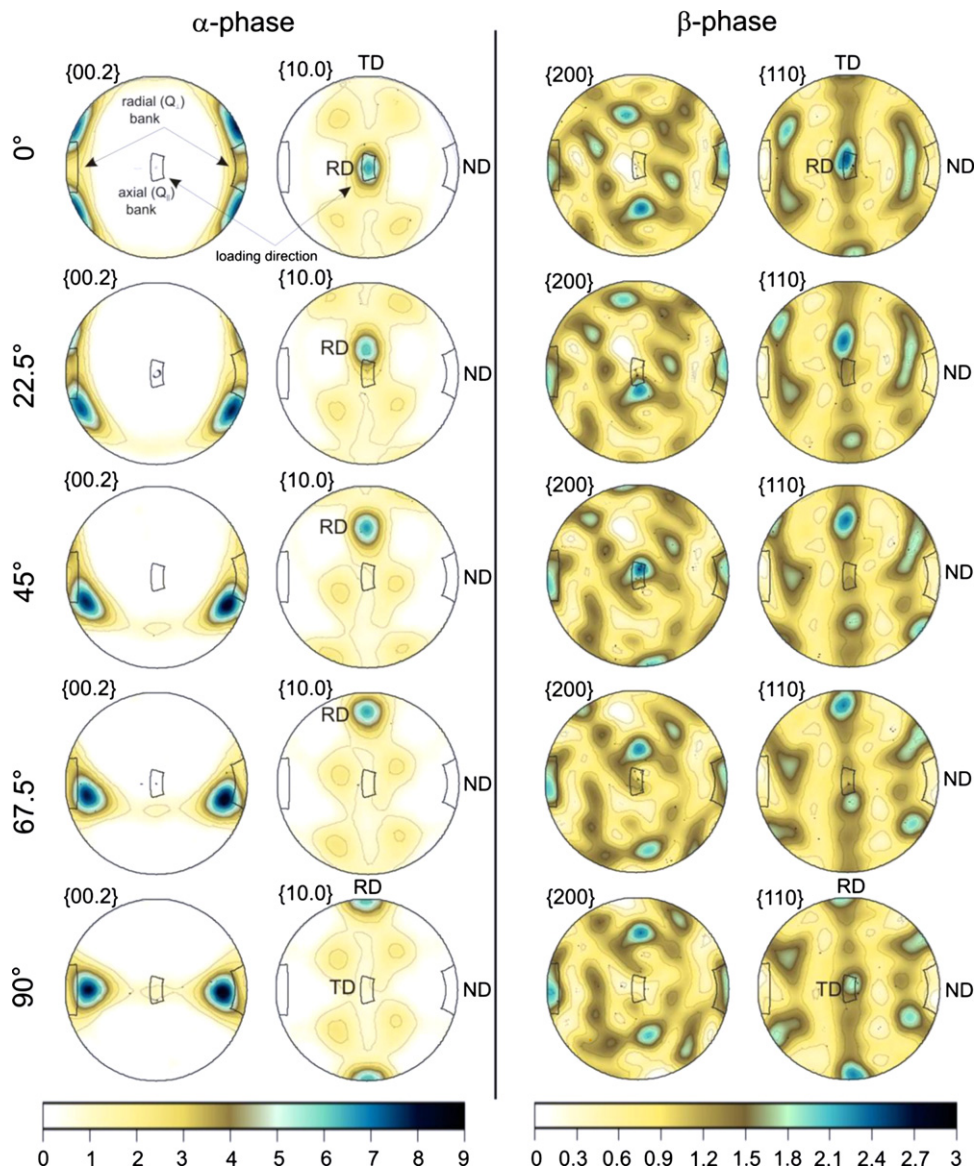 α-phase
β-phase
{00.2}
{10.0}
TD
{200}
{110}
TD
0°
radial (Q⊥)
bank
axial (Q∥)
bank
RD
ND
RD
ND
loading direction
{00.2}
{10.0}
{200}
{110}
22.5°
RD
ND
ND
{00.2}
{10.0}
{200}
{110}
45°
RD
ND
ND
{00.2}
{10.0}
{200}
{110}
67.5°
RD
ND
ND
{00.2}
{10.0}
RD
{200}
{110}
RD
90°
TD
ND
TD
ND
0 1 2 3 4 5 6 7 8 9
0 0.3 0.6 0.9 1.2 1.5 1.8 2.1 2.4 2.7 3